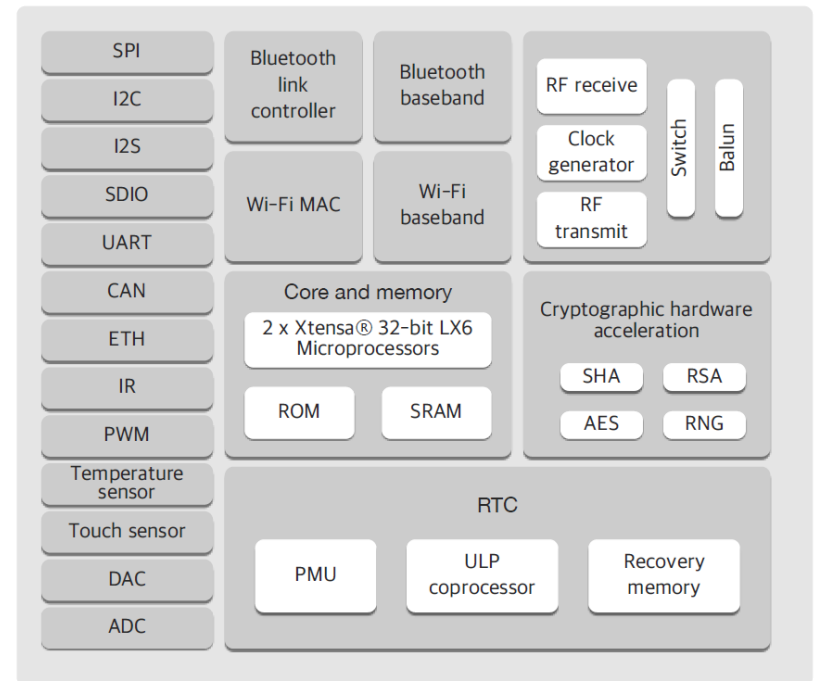 SPI
I2C
I2S
SDIO
UART
CAN
ETH
IR
PWM
Temperature
sensor
Touch sensor
DAC
ADC
Bluetooth
link
controller
Bluetooth
baseband
Wi-Fi MAC
Wi-Fi
baseband
RF receive
Clock
generator
RF
transmit
Switch
Balun
Core and memory
2 x Xtensa® 32-bit LX6
Microprocessors
ROM
SRAM
Cryptographic hardware
acceleration
SHA
RSA
AES
RNG
RTC
PMU
ULP
coprocessor
Recovery
memory